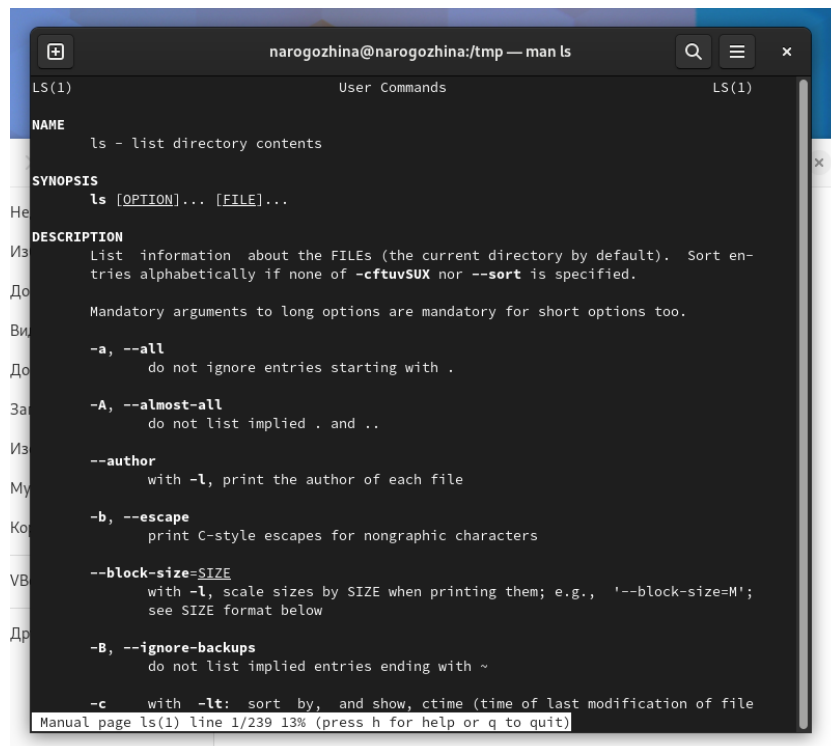 narogozhina@narogozhina:/tmp — man ls
LS(1) User Commands LS(1)
NAME
ls - list directory contents
SYNOPSIS
ls [OPTION]... [FILE]...
DESCRIPTION
List information about the FILEs (the current directory by default). Sort en-
tries alphabetically if none of -cftuvSUX nor --sort is specified.
Mandatory arguments to long options are mandatory for short options too.
-a, --all
do not ignore entries starting with .
-A, --almost-all
do not list implied . and ..
--author
with -l, print the author of each file
-b, --escape
print C-style escapes for nongraphic characters
--block-size=SIZE
with -l, scale sizes by SIZE when printing them; e.g., '--block-size=M';
see SIZE format below
-B, --ignore-backups
do not list implied entries ending with ~
-c with -lt: sort by, and show, ctime (time of last modification of file
Manual page ls(1) line 1/239 13% (press h for help or q to quit)